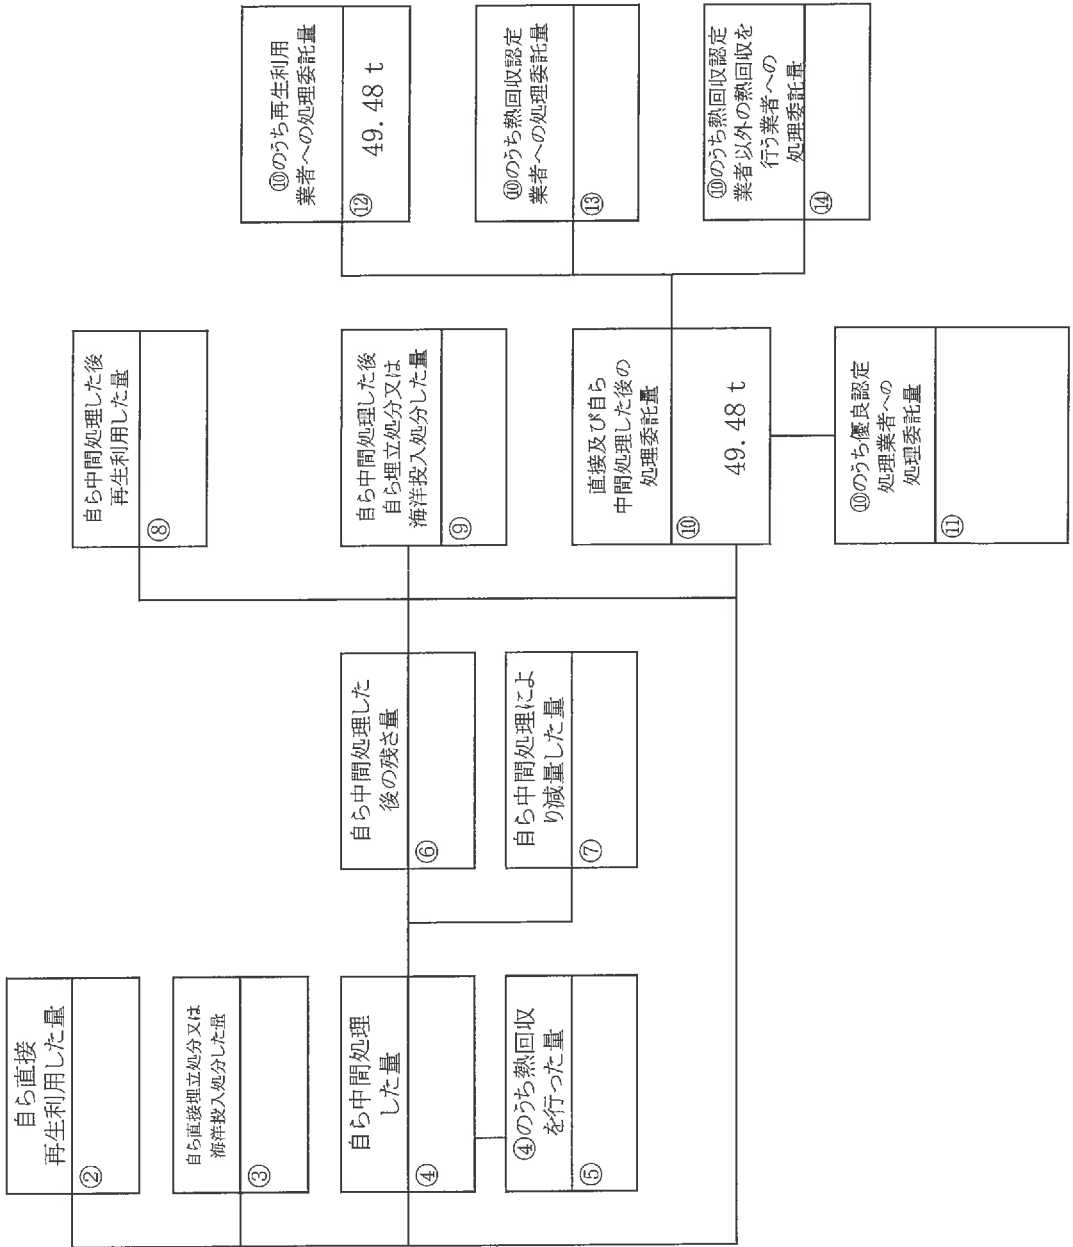 自ら直接
再生利用した量
②
自ら直接埋立処分又は
海洋投入処分した量
③
自ら中間処理
した量
④
④のうち熱回収
を行った量
⑤
自ら中間処理した
後の残さ量
⑥
自ら中間処理によ
り減量した量
⑦
自ら中間処理した後
再生利用した量
⑧
自ら中間処理した後
自ら埋立処分又は
海洋投入処分した量
⑨
直接及び自ら
中間処理した後の
処理委託量
⑩
49.48 t
⑩のうち優良認定
処理業者への
処理委託量
⑪
⑩のうち再生利用
業者への処理委託量
⑫
49.48 t
⑩のうち熱回収認定
業者への処理委託量
⑬
⑩のうち熱回収認定
業者以外の熱回収を
行う業者への
処理委託量
⑭